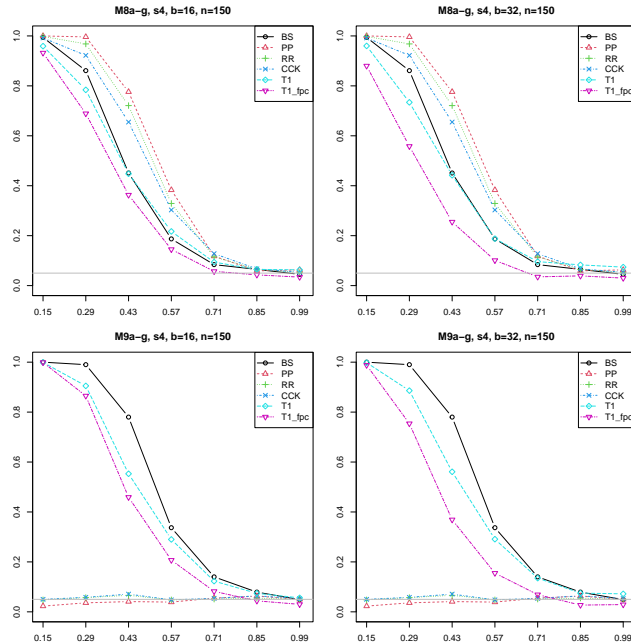 M8a−g, s4, b=16, n=150
BS
PP
RR
CCK
T1
T1_fpc
0.0 0.2 0.4 0.6 0.8 1.0
0.15 0.29 0.43 0.57 0.71 0.85 0.99
M8a−g, s4, b=32, n=150
BS
PP
RR
CCK
T1
T1_fpc
0.0 0.2 0.4 0.6 0.8 1.0
0.15 0.29 0.43 0.57 0.71 0.85 0.99
M9a−g, s4, b=16, n=150
BS
PP
RR
CCK
T1
T1_fpc
0.0 0.2 0.4 0.6 0.8 1.0
0.15 0.29 0.43 0.57 0.71 0.85 0.99
M9a−g, s4, b=32, n=150
BS
PP
RR
CCK
T1
T1_fpc
0.0 0.2 0.4 0.6 0.8 1.0
0.15 0.29 0.43 0.57 0.71 0.85 0.99